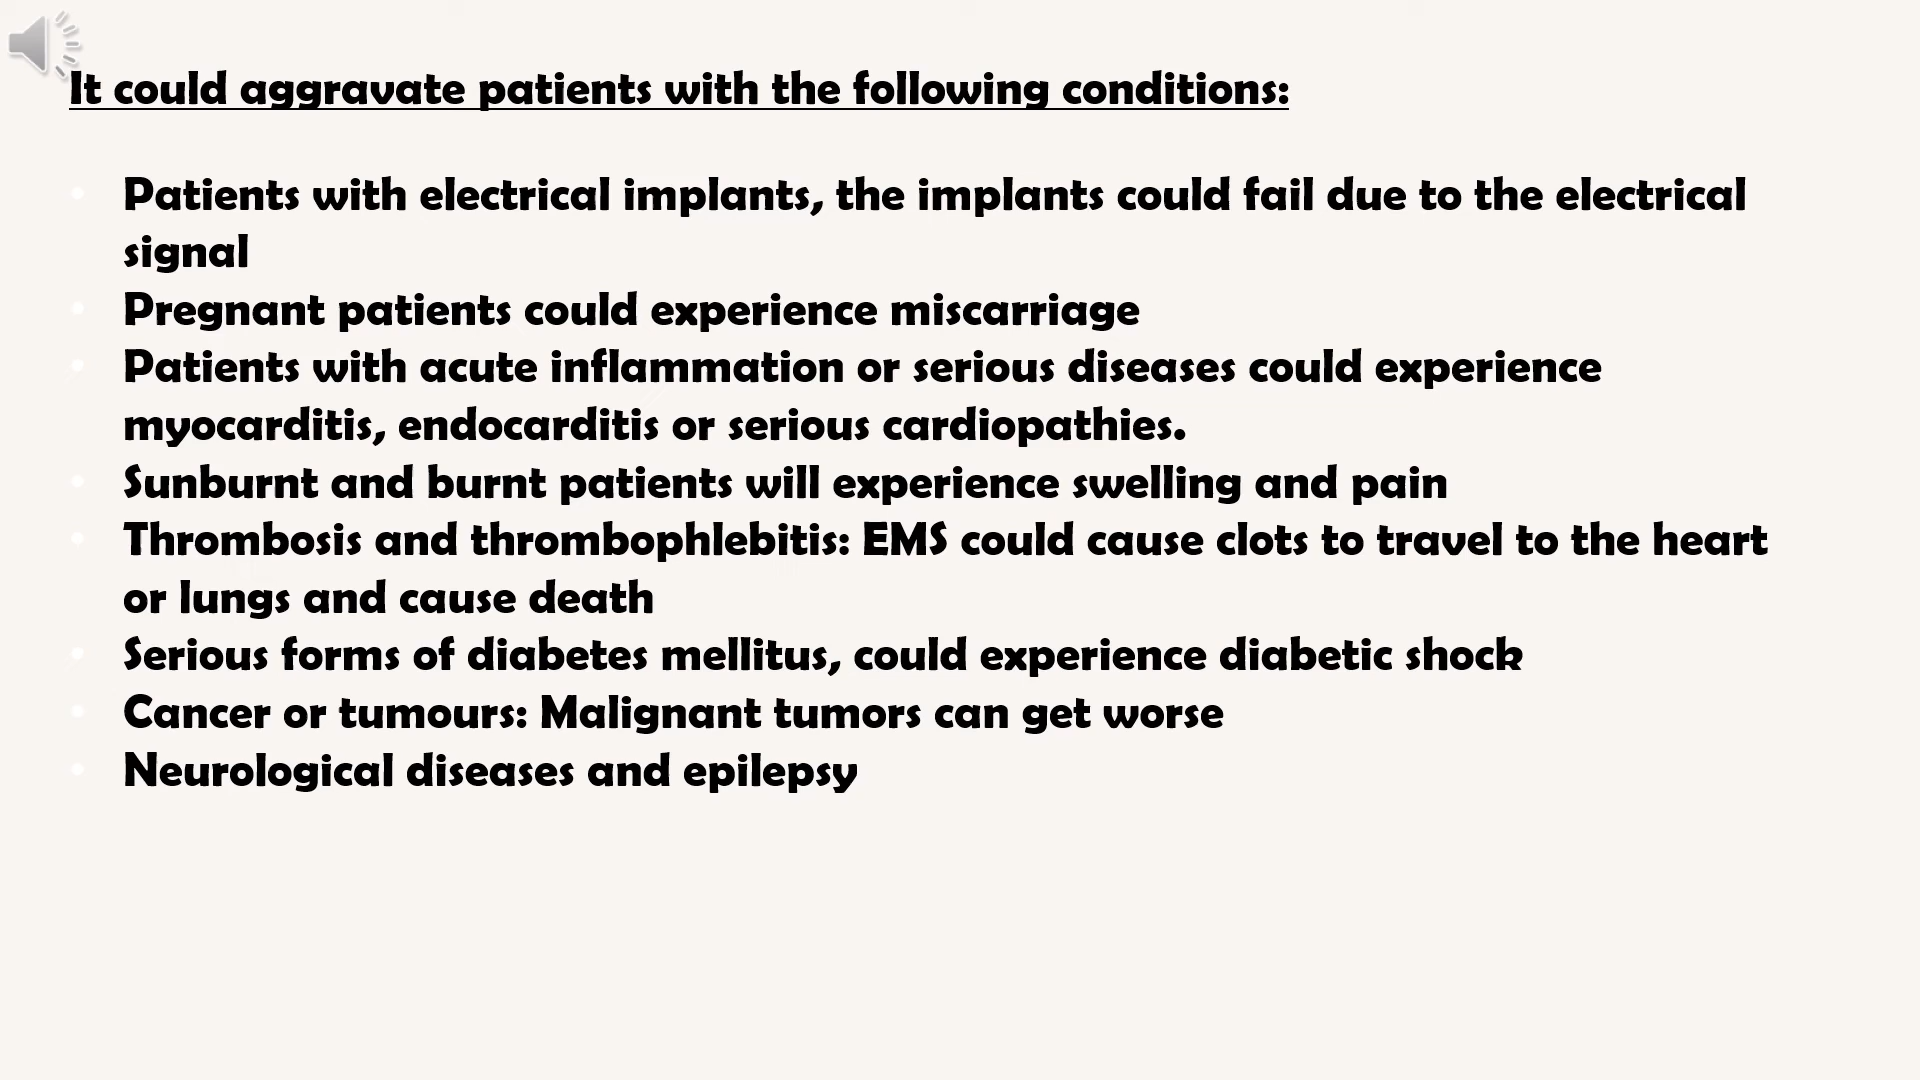 It could aggravate patients with the following conditions:
• Patients with electrical implants, the implants could fail due to the electrical
signal
• Pregnant patients could experience miscarriage
• Patients with acute inflammation or serious diseases could experience
myocarditis, endocarditis or serious cardiopathies.
• Sunburnt and burnt patients will experience swelling and pain
• Thrombosis and thrombophlebitis: EMS could cause clots to travel to the heart
or lungs and cause death
• Serious forms of diabetes mellitus, could experience diabetic shock
• Cancer or tumours: Malignant tumors can get worse
• Neurological diseases and epilepsy